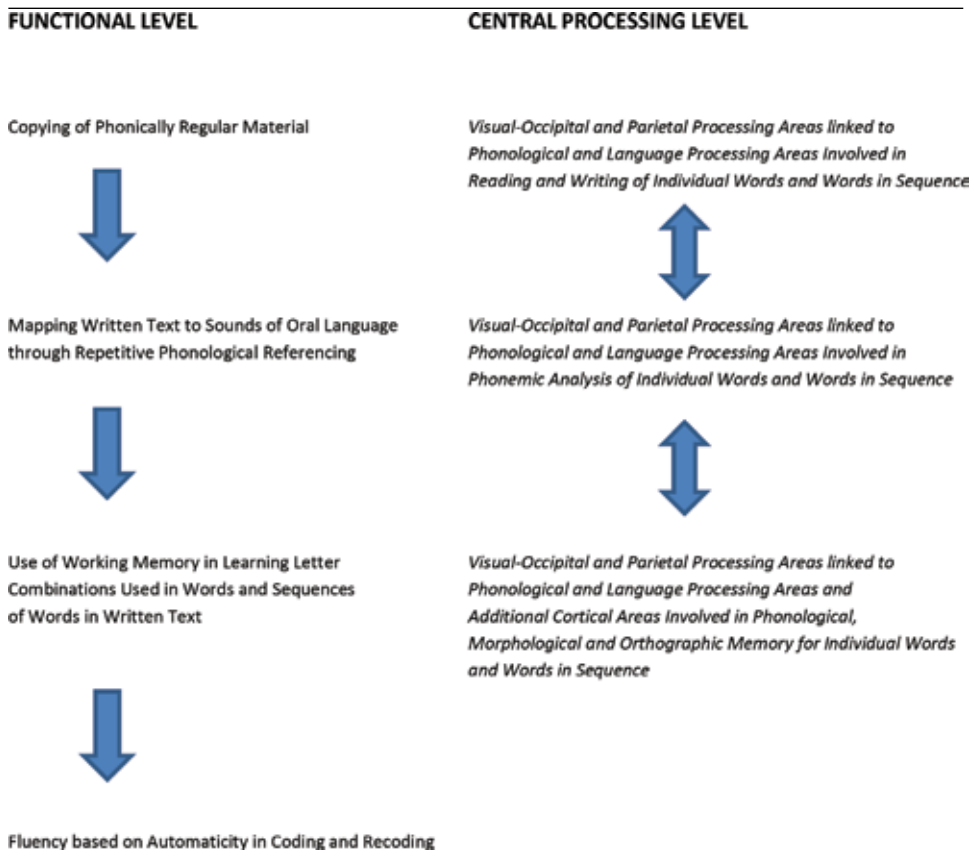 FUNCTIONAL LEVEL
CENTRAL PROCESSING LEVEL
Copying of Phonically Regular Material
Visual-Occipital and Parietal Processing Areas linked to
Phonological and Language Processing Areas Involved in
Reading and Writing of Individual Words and Words in Sequence
Mapping Written Text to Sounds of Oral Language
through Repetitive Phonological Referencing
Visual-Occipital and Parietal Processing Areas linked to
Phonological and Language Processing Areas Involved in
Phonemic Analysis of Individual Words and Words in Sequence
Use of Working Memory in Learning Letter
Combinations Used in Words and Sequences
of Words in Written Text
Visual-Occipital and Parietal Processing Areas linked to
Phonological and Language Processing Areas and
Additional Cortical Areas Involved in Phonological,
Morphological and Orthographic Memory for Individual Words
and Words in Sequence
Fluency based on Automaticity in Coding and Recoding